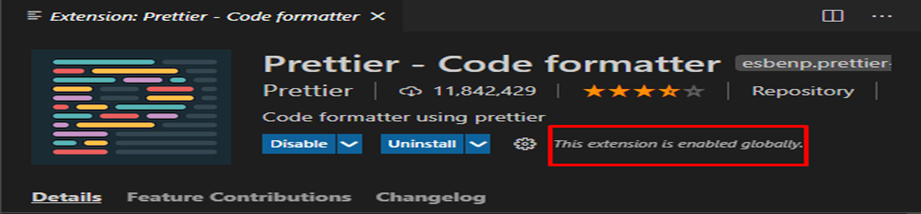 Extension: Prettier - Code formatter
Prettier - Code formatter esbenp.prettier-
Prettier 11,842,429 Repository
Code formatter using prettier
Disable Uninstall This extension is enabled globally.
Details Feature Contributions Changelog